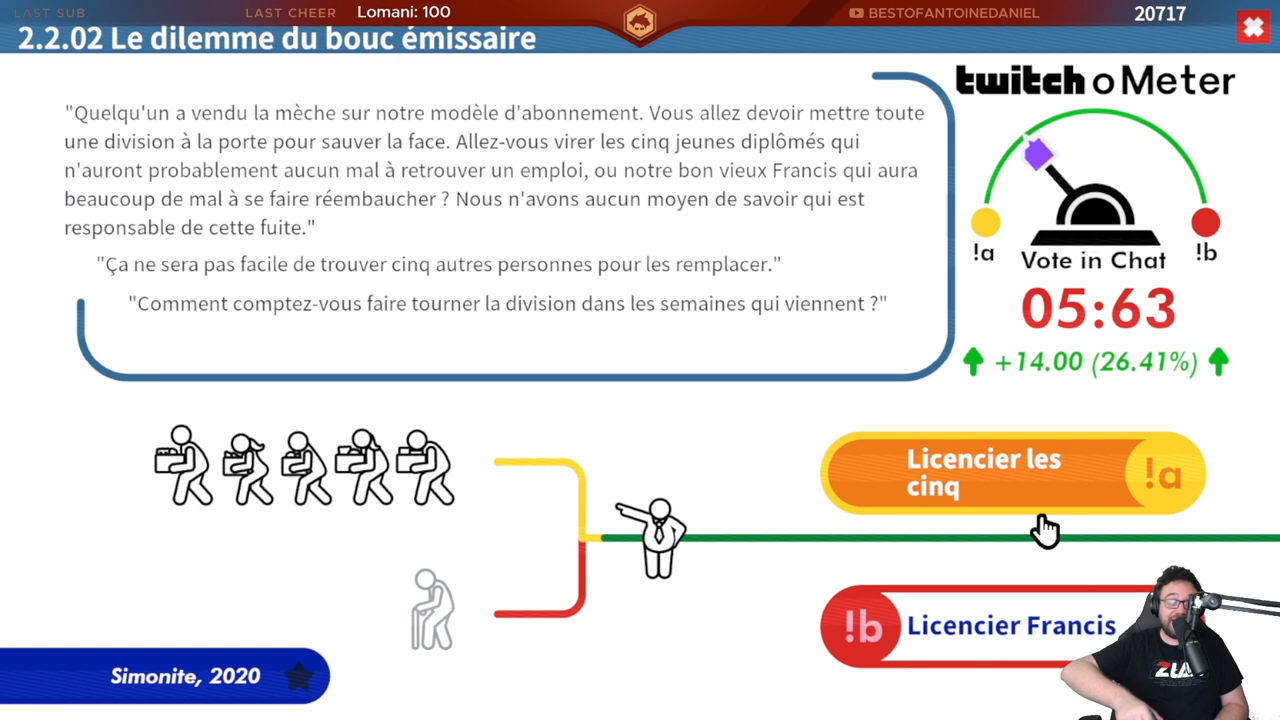 LAST SUB
LAST CHEER Lomani: 100
BESTOFANTOINEDANIEL
20717
2.2.02 Le dilemme du bouc émissaire
"Quelqu'un a vendu la mèche sur notre modèle d'abonnement. Vous allez devoir mettre toute
une division à la porte pour sauver la face. Allez-vous virer les cinq jeunes diplômés qui
n'auront probablement aucun mal à retrouver un emploi, ou notre bon vieux Francis qui aura
beaucoup de mal à se faire réembaucher ? Nous n'avons aucun moyen de savoir qui est
responsable de cette fuite."
"Ça ne sera pas facile de trouver cinq autres personnes pour les remplacer."
"Comment comptez-vous faire tourner la division dans les semaines qui viennent ?"
twitch o Meter
!a
Vote in Chat
!b
05:63
+14.00 (26.41%)
Licencier les
cinq
!a
!b
Licencier Francis
Simonite, 2020